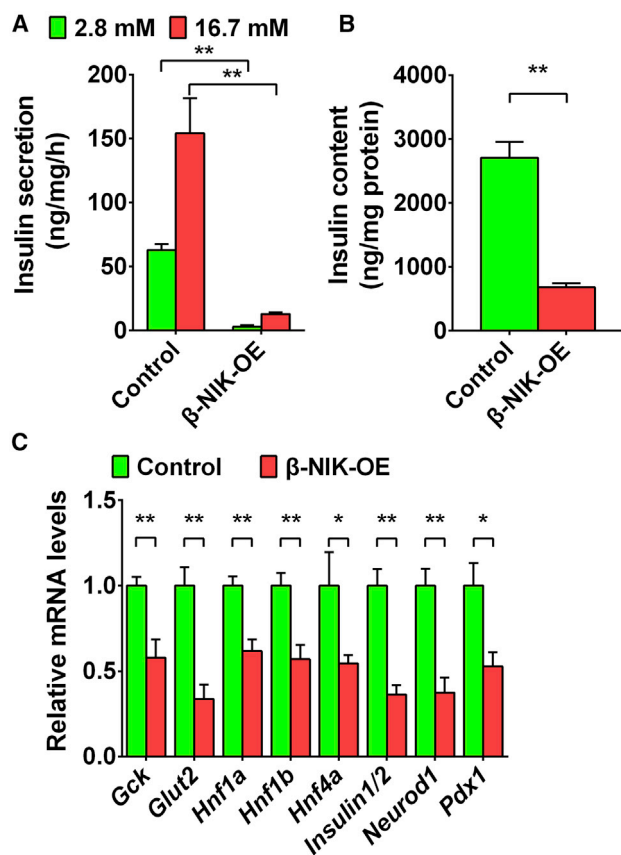 A
2.8 mM 16.7 mM
**
**
Insulin secretion
(ng/mg/h)
200
150
100
50
0
Control
β-NIK-OE
B
**
Insulin content
(ng/mg protein)
4000
3000
2000
1000
0
Control
β-NIK-OE
C
Control β-NIK-OE
Relative mRNA levels
1.5
1.0
0.5
0.0
** ** ** ** * ** ** *
Gck
Glut2
Hnf1a
Hnf1b
Hnf4a
Insulin1/2
Neurod1
Pdx1